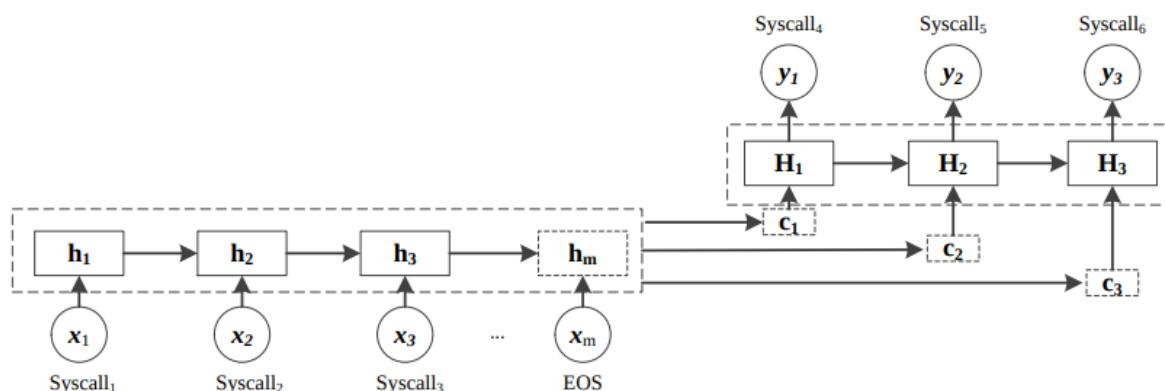 Syscall₄ Syscall₅ Syscall₆
y₁ y₂ y₃
H₁ H₂ H₃
c₁
h₁ h₂ h₃ hₘ c₂
c₃
x₁ x₂ x₃ ... xₘ
Syscall₁ Syscall₂ Syscall₃ EOS